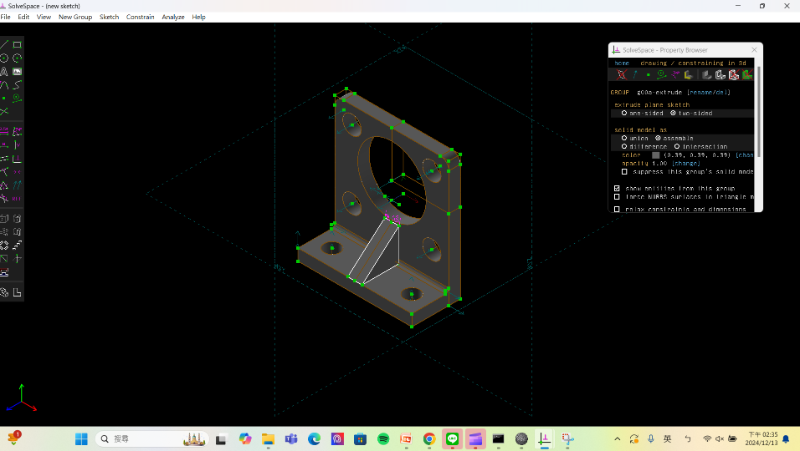 SolveSpace - (new sketch)
File Edit View New Group Sketch Constrain Analyze Help
SolveSpace - Property Browser
home drawing / constraining in 3d
GROUP g00a-extrude [rename/del]
extrude plane sketch
one-sided two-sided
solid model as
union assemble
difference intersection
color (0.39, 0.39, 0.39)
opacity 1.00 [change]
suppress this group's solid model
show entities from this group
force NURBS surfaces to triangle
relax constraints and dimensions
搜尋
英
下午 02:35
2024/12/13